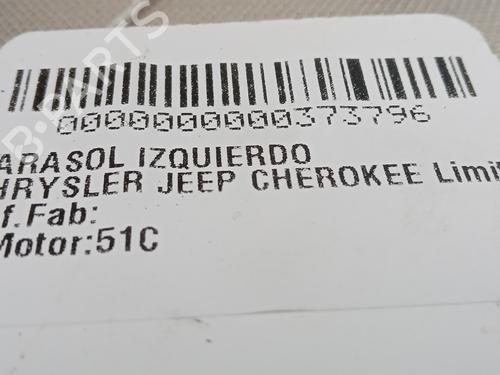 0000000000373796
ARASOL IZQUIERDO
HRYSLER JEEP CHEROKEE Limi
f.Fab:
Motor:51C
B-PARTS